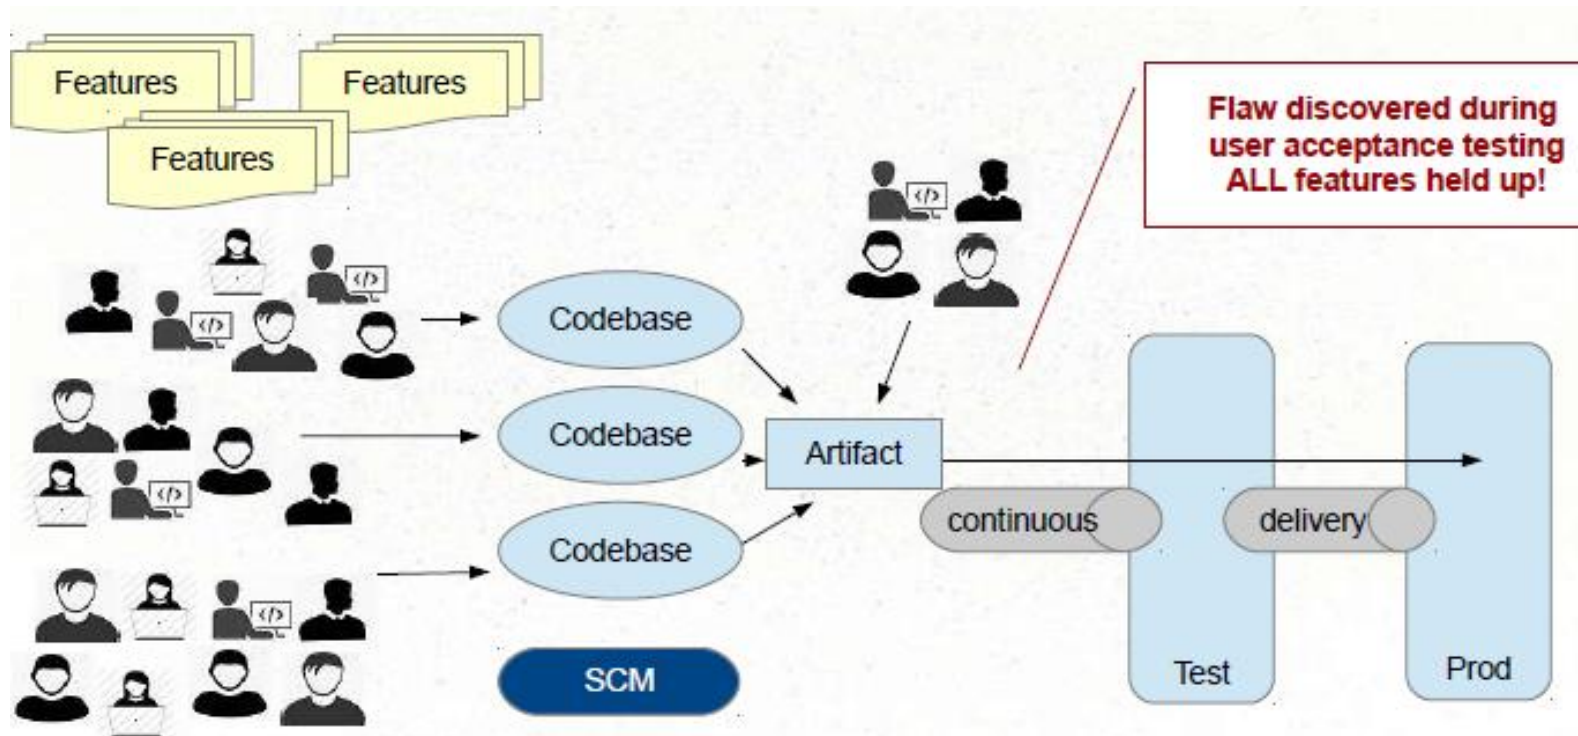 Features
Features
Features
Flaw discovered during
user acceptance testing
ALL features held up!
</>
</>
</>
Codebase
Codebase
</>
Artifact
continuous
delivery
Codebase
</>
SCM
Test
Prod